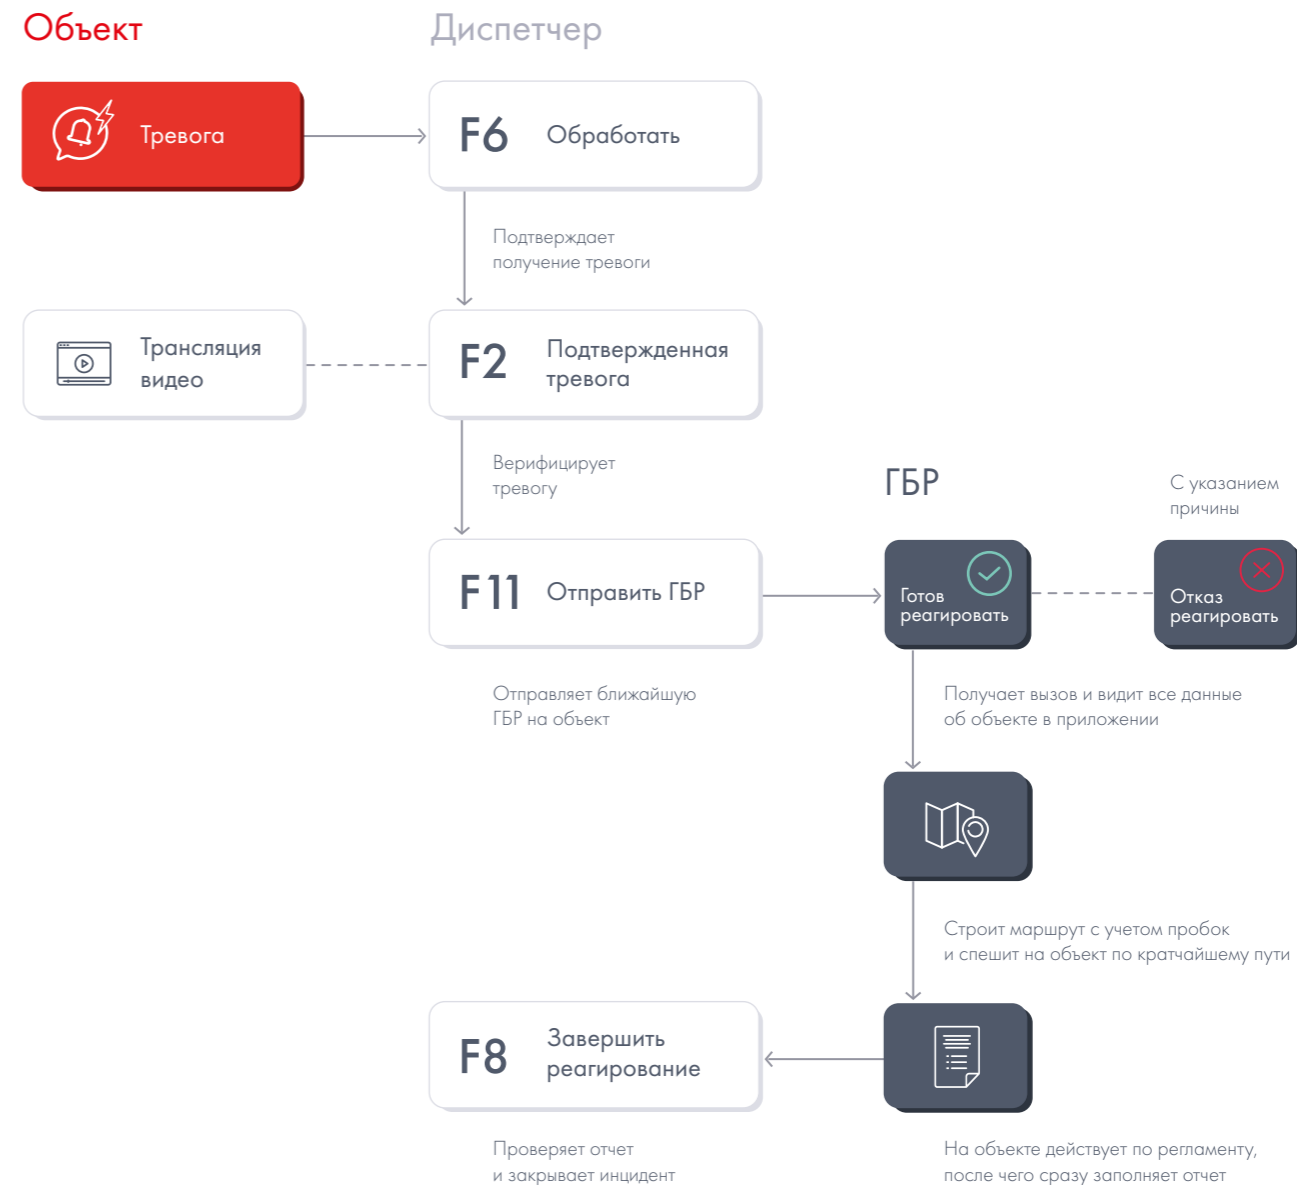 Объект
Диспетчер
Тревога
F6
Обработать
Подтверждает
получение тревоги
Трансляция
видео
F2
Подтвержденная
тревога
Верифицирует
тревогу
ГБР
С указанием
причины
F11
Отправить ГБР
Готов
реагировать
Отказ
реагировать
Отправляет ближайшую
ГБР на объект
Получает вызов и видит все данные
об объекте в приложении
Строит маршрут с учетом пробок
и спешит на объект по кратчайшему пути
F8
Завершить
реагирование
Проверяет отчет
и закрывает инцидент
На объекте действует по регламенту,
после чего сразу заполняет отчет